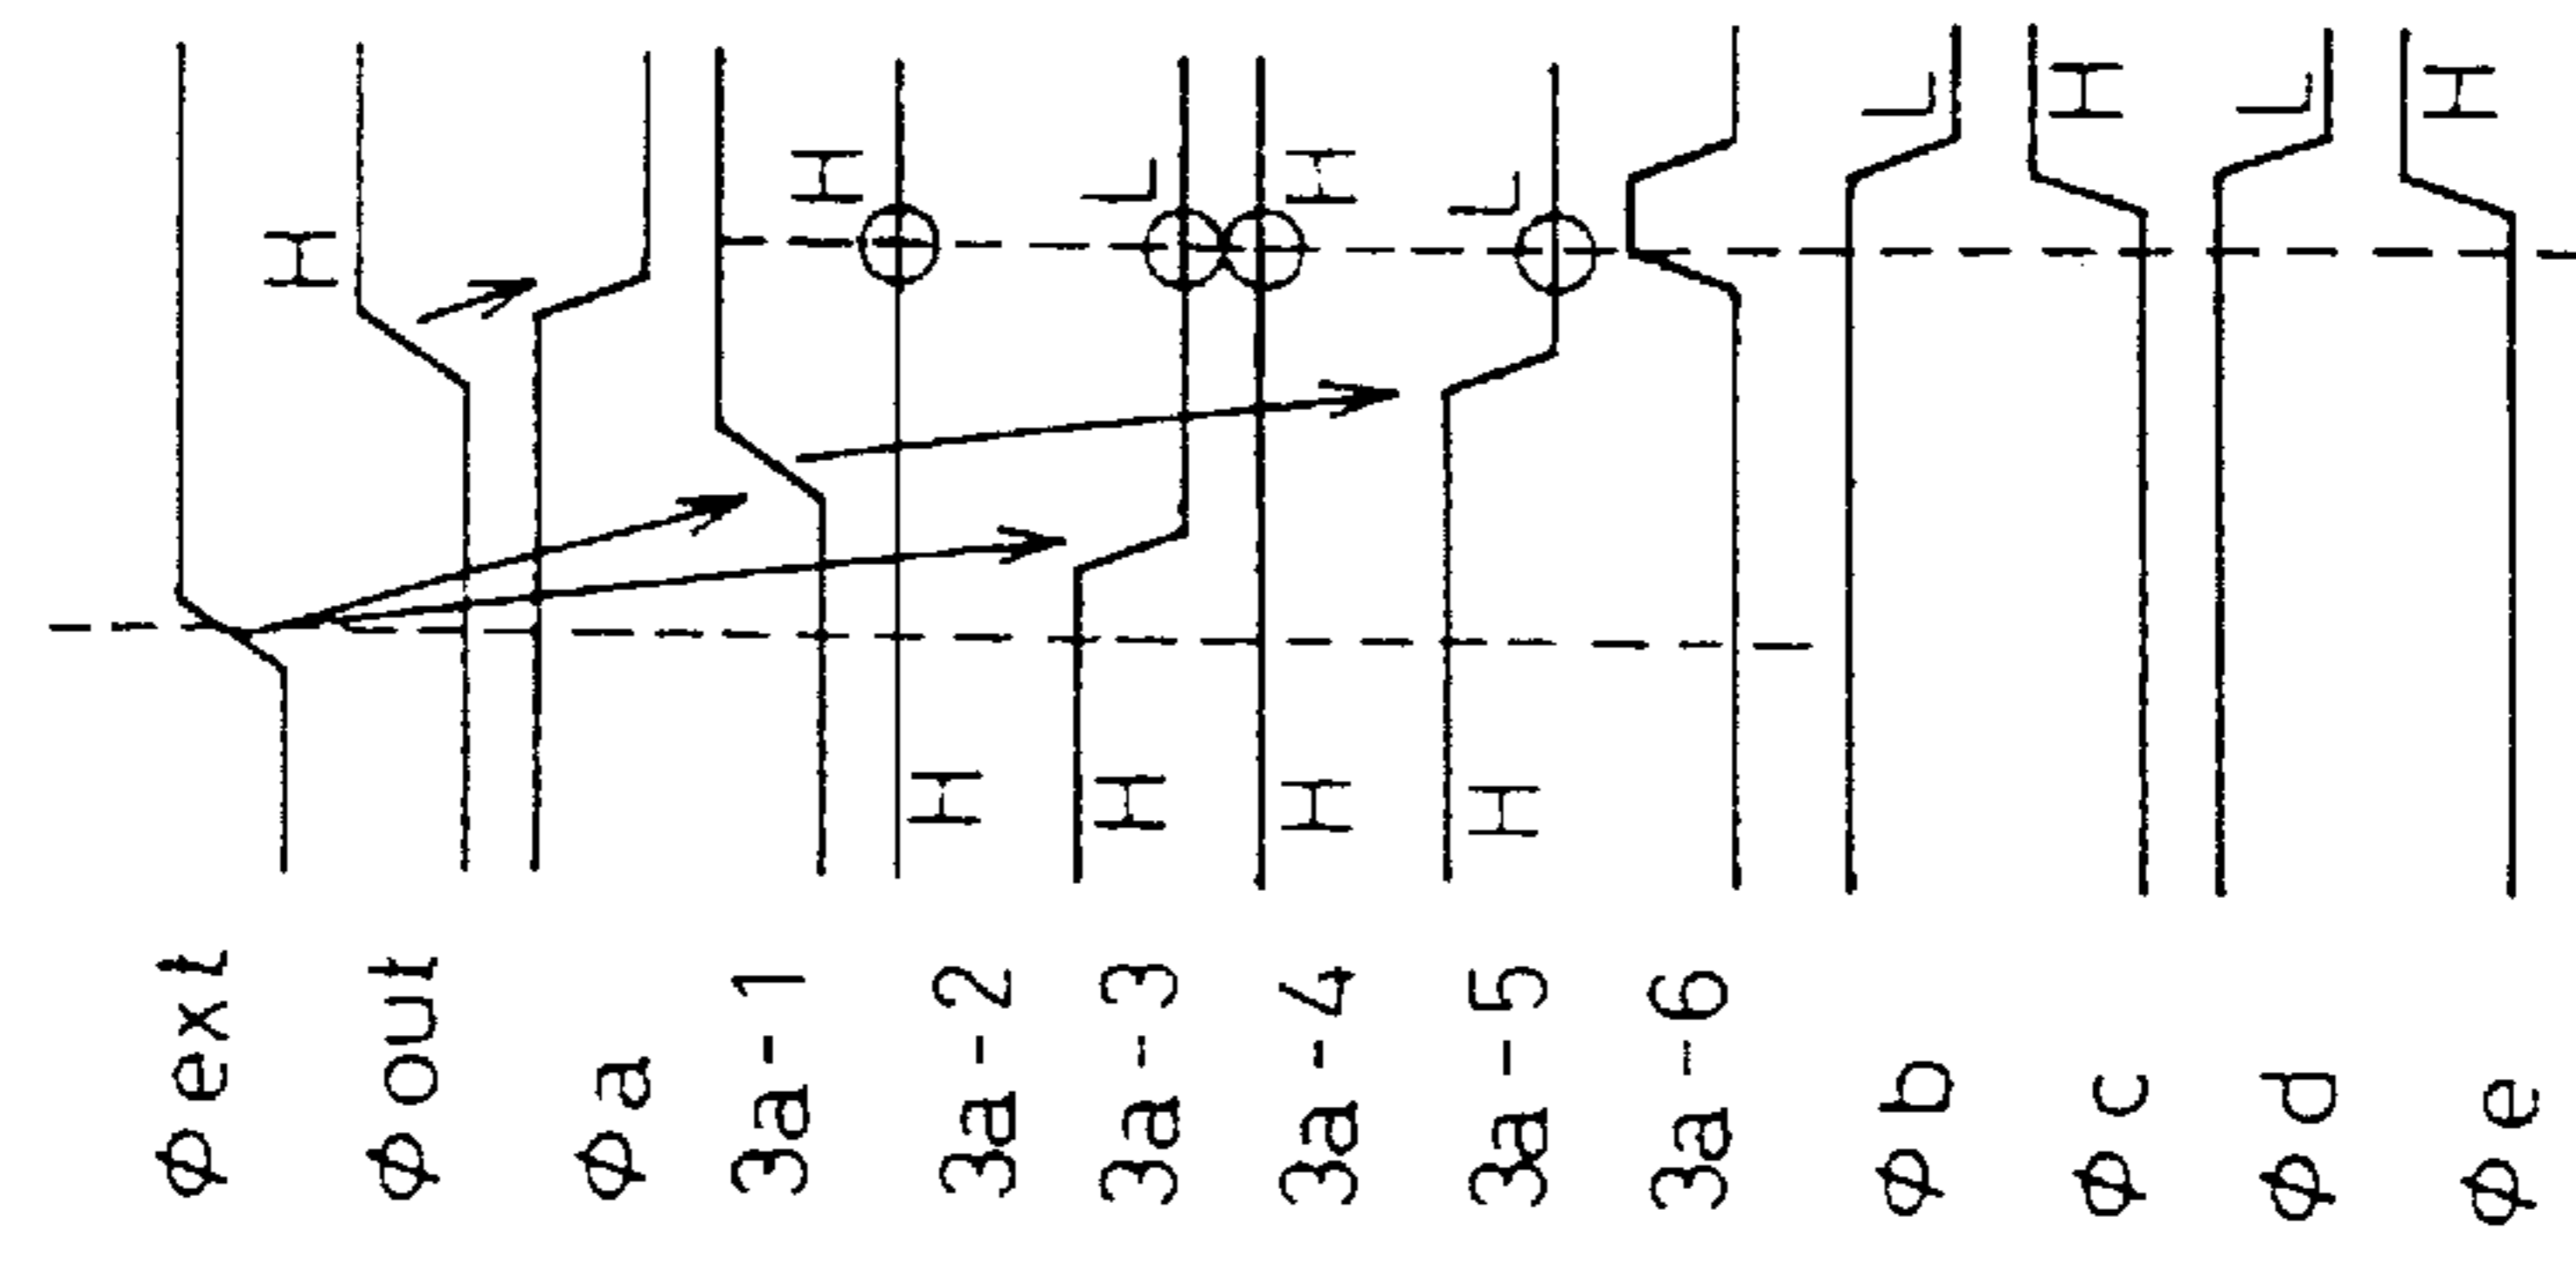 φext
φout H
φa
3a-1
3a-2 H H
3a-3 H L
3a-4 H H
3a-5 H L
3a-6
φb L
φc H
φd L
φe H